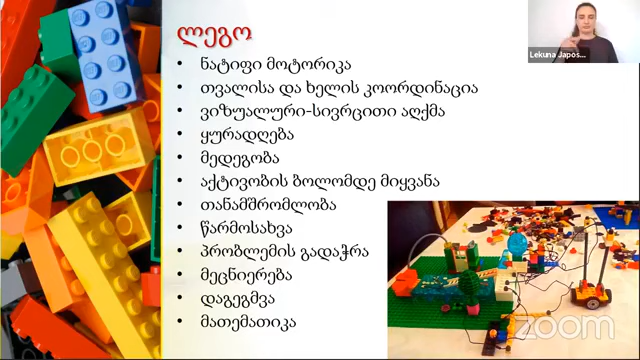 ლეგო
Lekuna Japos...
• ნატიფი მოტორიკა
• თვალისა და ხელის კოორდინაცია
• ვიზუალური-სივრცითი აღქმა
• ყურადღება
• მედეგობა
• აქტივობის ბოლომდე მიყვანა
• თანამშრომლობა
• წარმოსახვა
• პრობლემის გადაჭრა
• მეცნიერება
• დაგეგმვა
• მათემატიკა
zoom